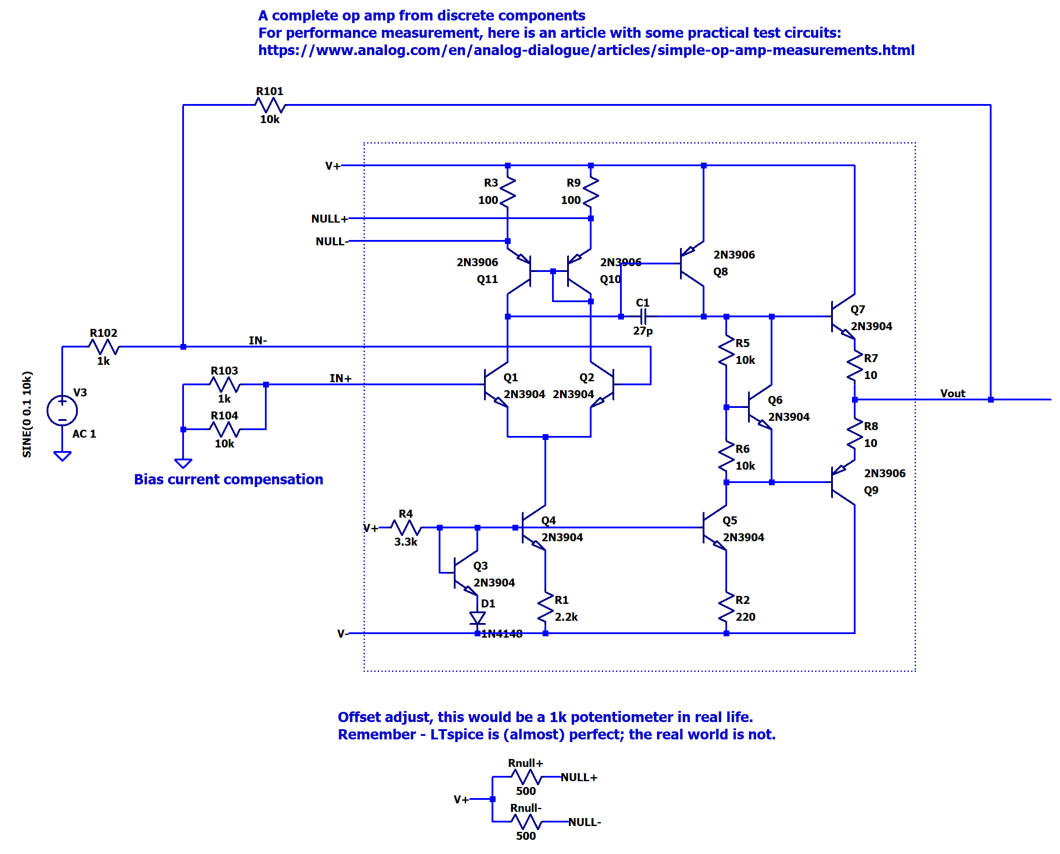 A complete op amp from discrete components
For performance measurement, here is an article with some practical test circuits:
https://www.analog.com/en/analog-dialogue/articles/simple-op-amp-measurements.html
R101
10k
V+
R3
100
R9
100
NULL+
NULL-
2N3906
Q11
2N3906
Q10
2N3906
Q8
C1
27p
Q7
2N3904
R102
1k
IN-
R5
10k
R7
10
R103
1k
IN+
Q1
2N3904
Q2
2N3904
V3
SINE(0 0.1 10k)
AC 1
R104
10k
Q6
2N3904
Vout
R8
10
Bias current compensation
R6
10k
2N3906
Q9
V+
R4
3.3k
Q4
2N3904
Q5
2N3904
Q3
2N3904
D1
1N4148
R1
2.2k
R2
220
V-
Offset adjust, this would be a 1k potentiometer in real life.
Remember - LTspice is (almost) perfect; the real world is not.
Rnull+
500
NULL+
V+
Rnull-
500
NULL-